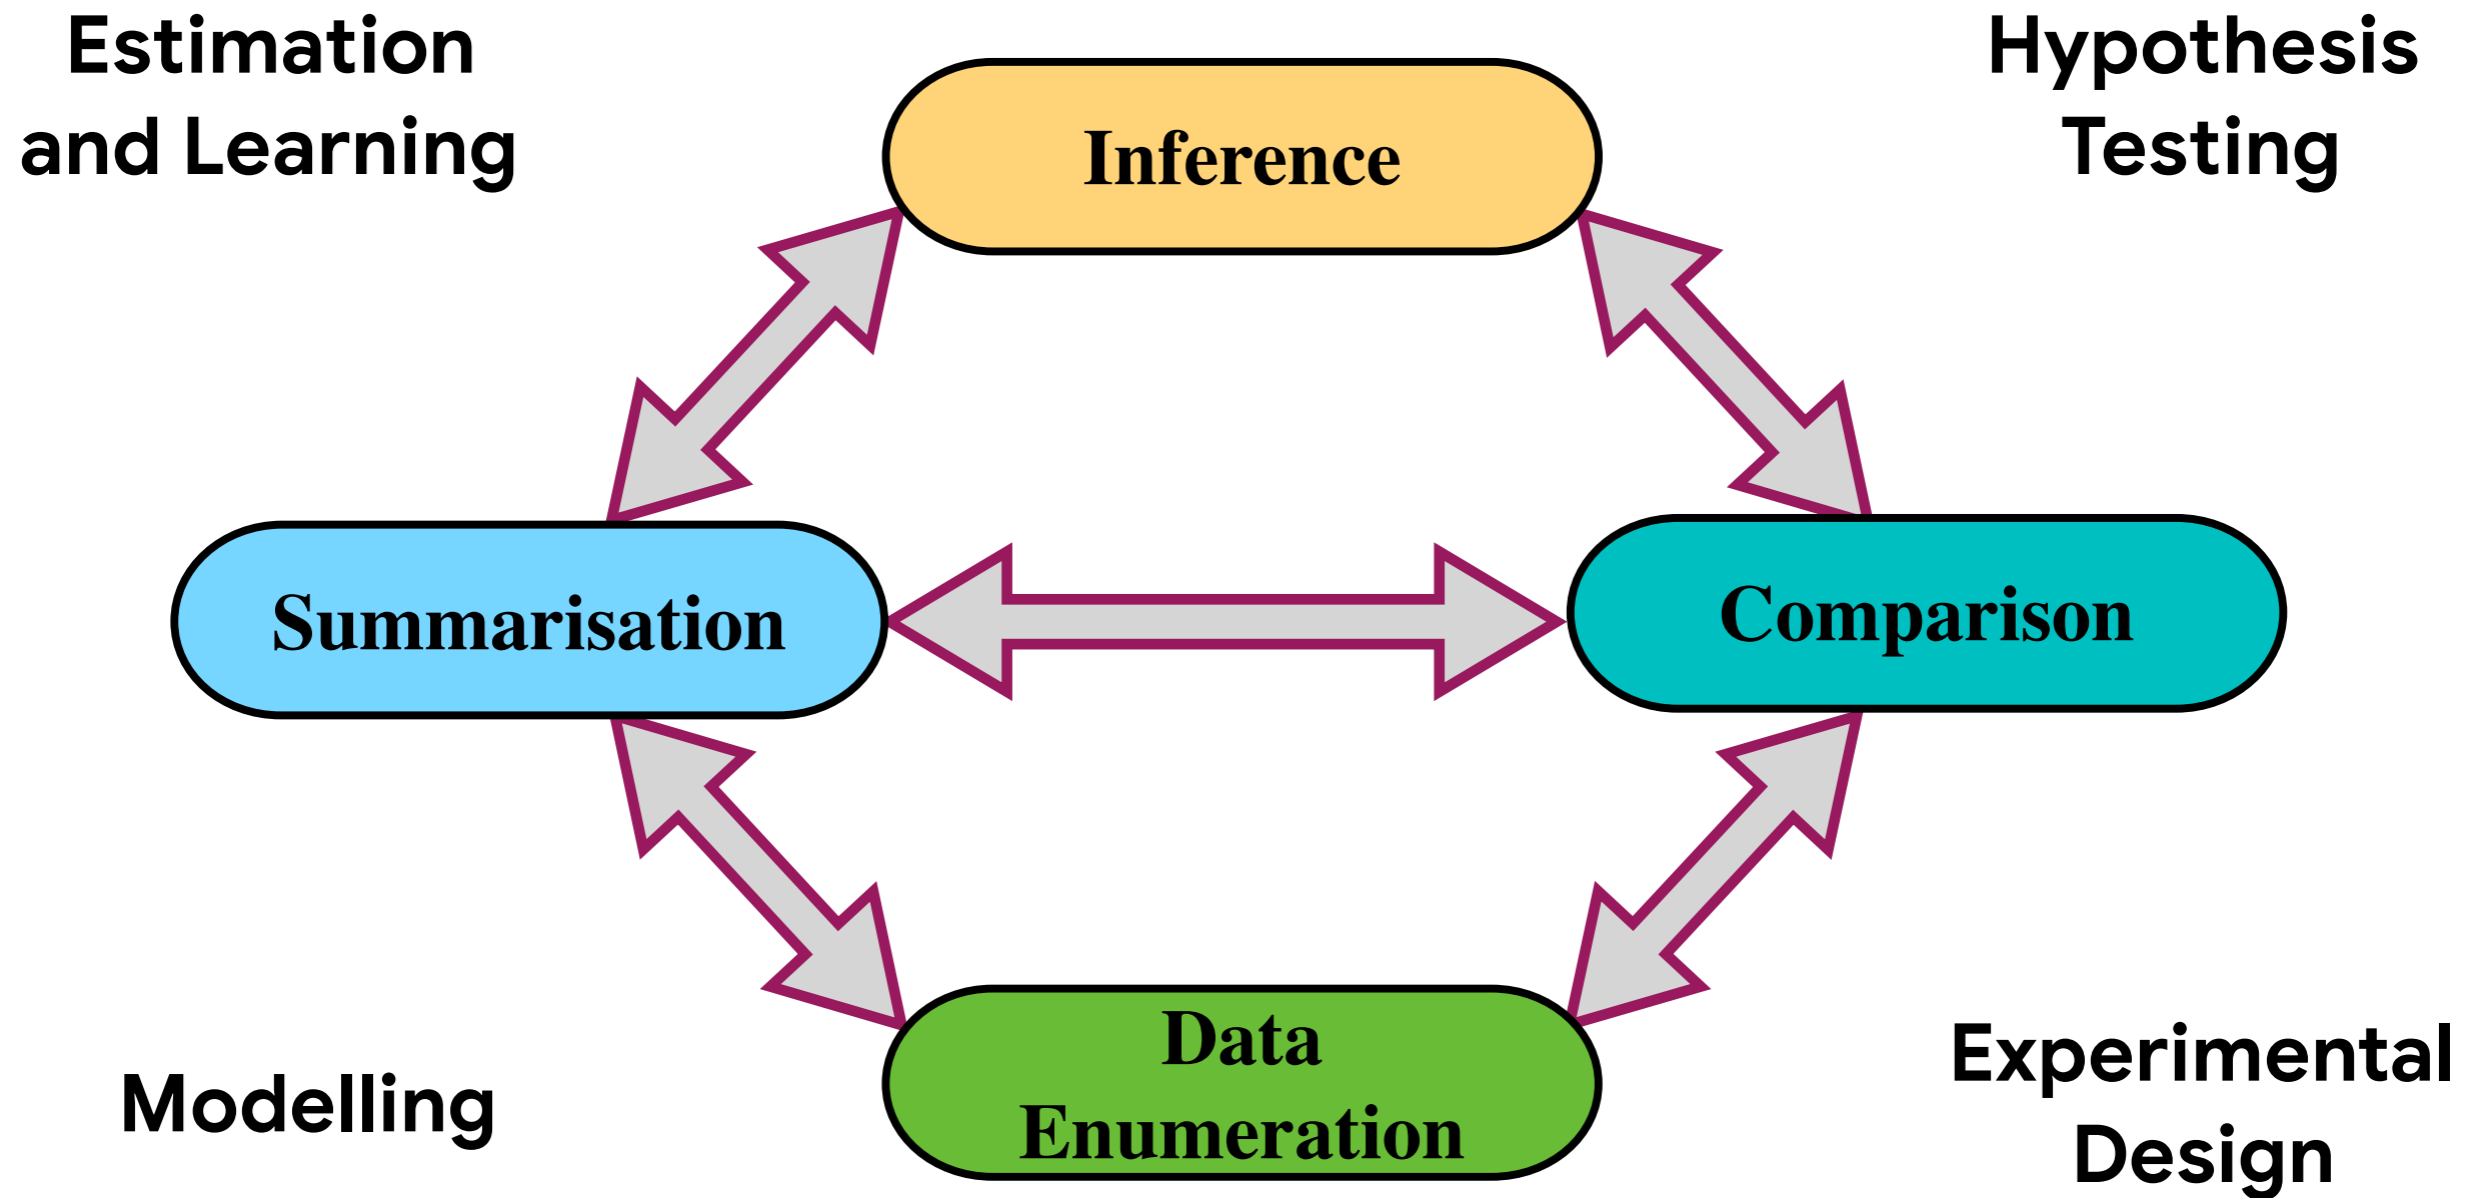 Estimation
and Learning
Inference
Hypothesis
Testing
Summarisation
Comparison
Modelling
Data
Enumeration
Experimental
Design